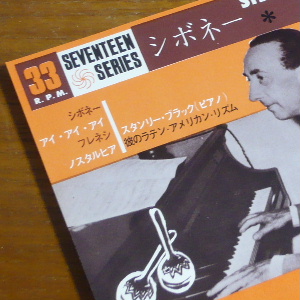 33
R.P.M.
SEVENTEEN
SERIES
シボネー *
シボネー
アイ・アイ・アイ
フレネシ
ノスタルヒア
スタンリー・ブラック(ピアノ)
彼のラテン・アメリカン・リズム